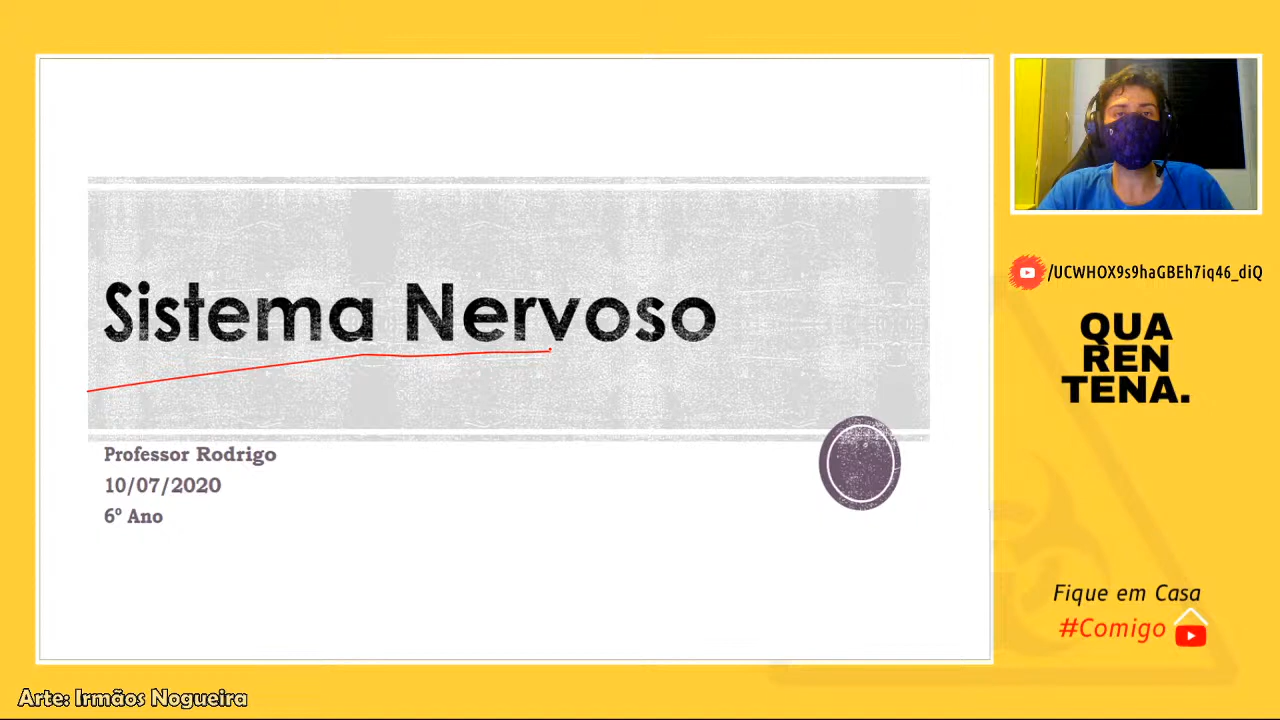 Sistema Nervoso
Professor Rodrigo
10/07/2020
6º Ano
/UCWHOX9s9haGBEh7iq46_diQ
QUA
REN
TENA.
Fique em Casa
#Comigo
Arte: Irmãos Nogueira